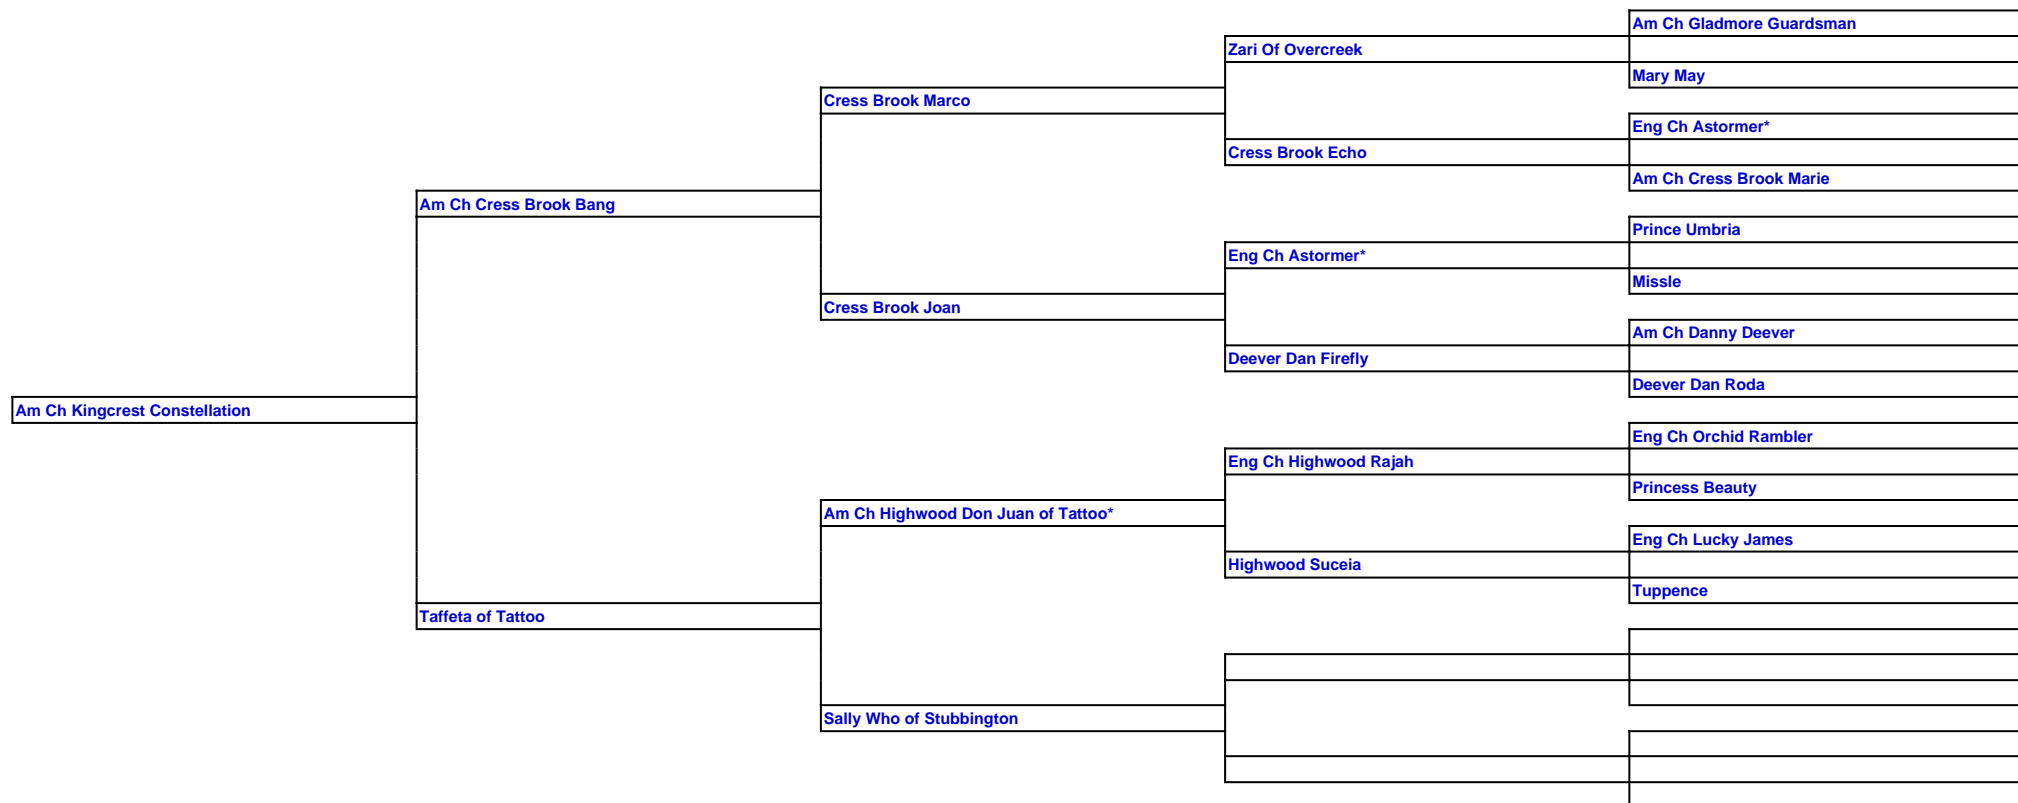 Am Ch Gladmore Guardsman
Zari Of Overcreek
Mary May
Cress Brook Marco
Eng Ch Astormer*
Cress Brook Echo
Am Ch Cress Brook Marie
Am Ch Cress Brook Bang
Prince Umbria
Eng Ch Astormer*
Missle
Cress Brook Joan
Am Ch Danny Deever
Deever Dan Firefly
Deever Dan Roda
Am Ch Kingcrest Constellation
Eng Ch Orchid Rambler
Eng Ch Highwood Rajah
Princess Beauty
Am Ch Highwood Don Juan of Tattoo*
Eng Ch Lucky James
Highwood Suceia
Tuppence
Taffeta of Tattoo
Sally Who of Stubbington